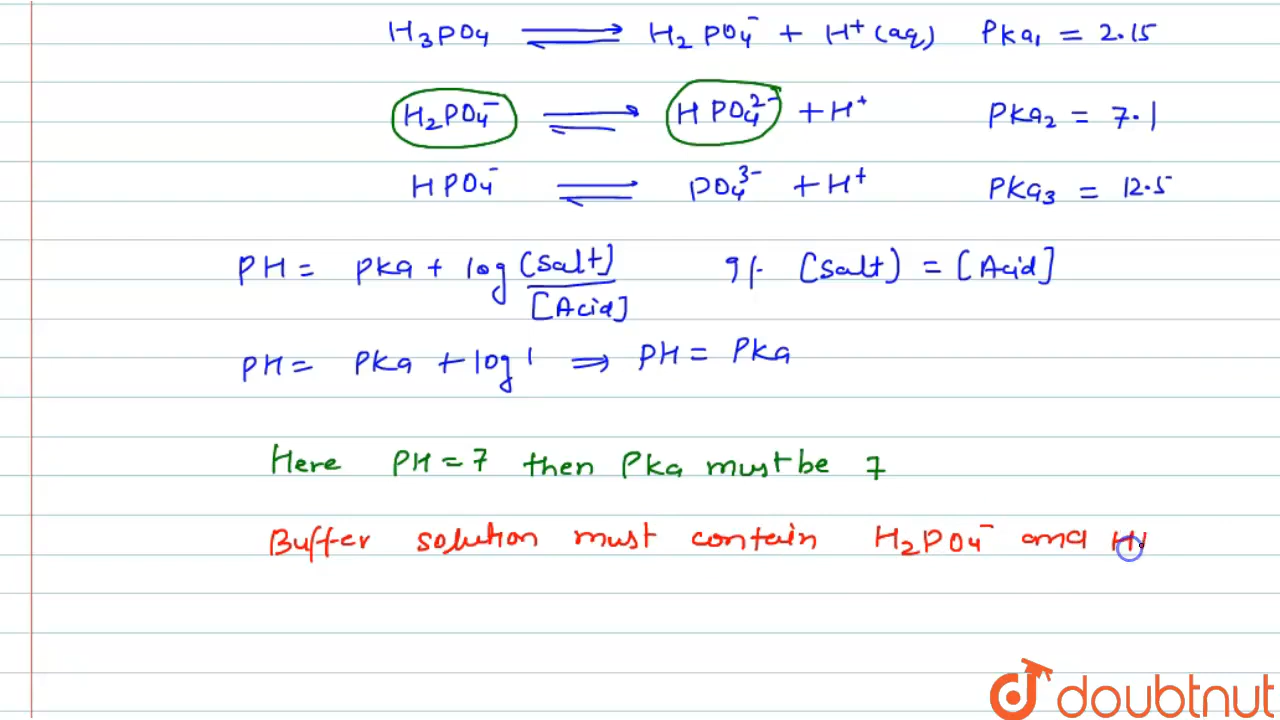 H₃PO₄ ⇌ H₂PO₄⁻ + H⁺(aq) Pka₁ = 2.15
H₂PO₄⁻ ⇌ HPO₄²⁻ + H⁺ PKa₂ = 7.1
HPO₄⁻ ⇌ PO₄³⁻ + H⁺ PKa₃ = 12.5
PH = PKa + log [Salt]/[Acid] If [Salt] = [Acid]
PH = PKa + log 1 ⇒ PH = PKa
Here PH = 7 then Pka must be 7
Buffer solution must contain H₂PO₄⁻ and H
doubtnut